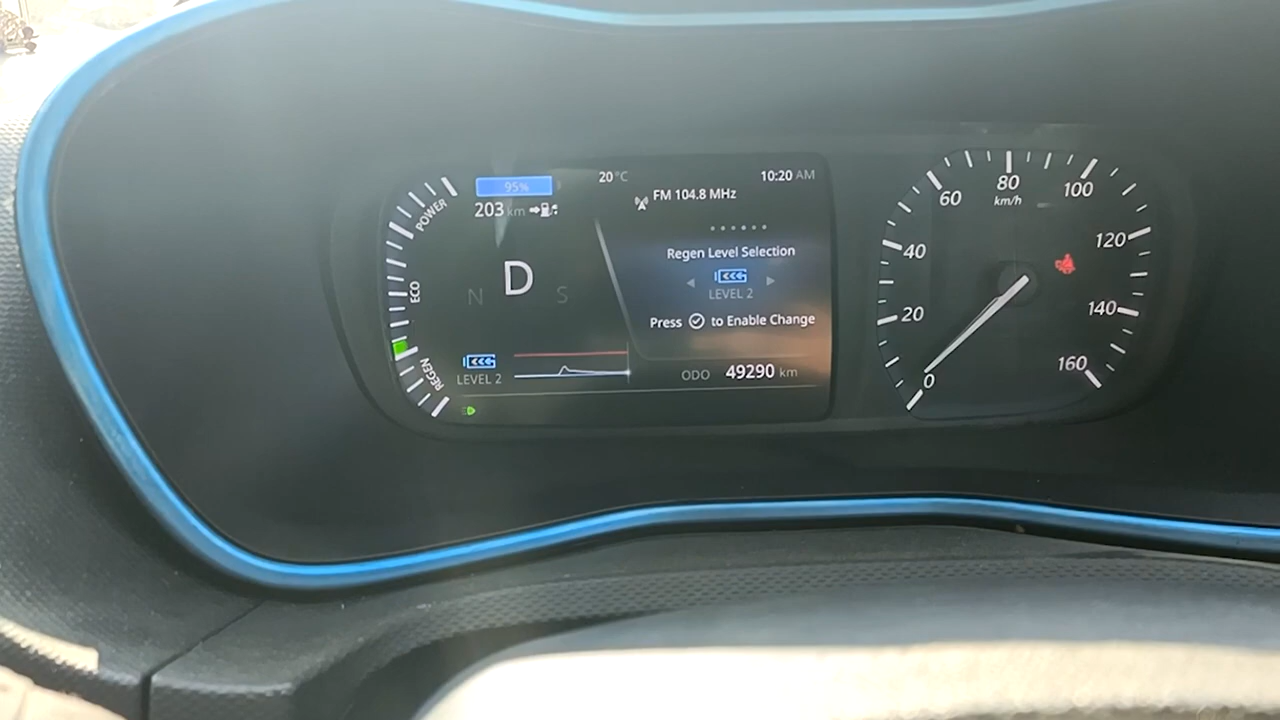 95%
20°C
10:20 AM
203 km
FM 104.8 MHz
POWER
ECO
REGEN
N D S
Regen Level Selection
LEVEL 2
Press to Enable Change
LEVEL 2
ODO 49290 km
0
20
40
60
80
100
120
140
160
km/h